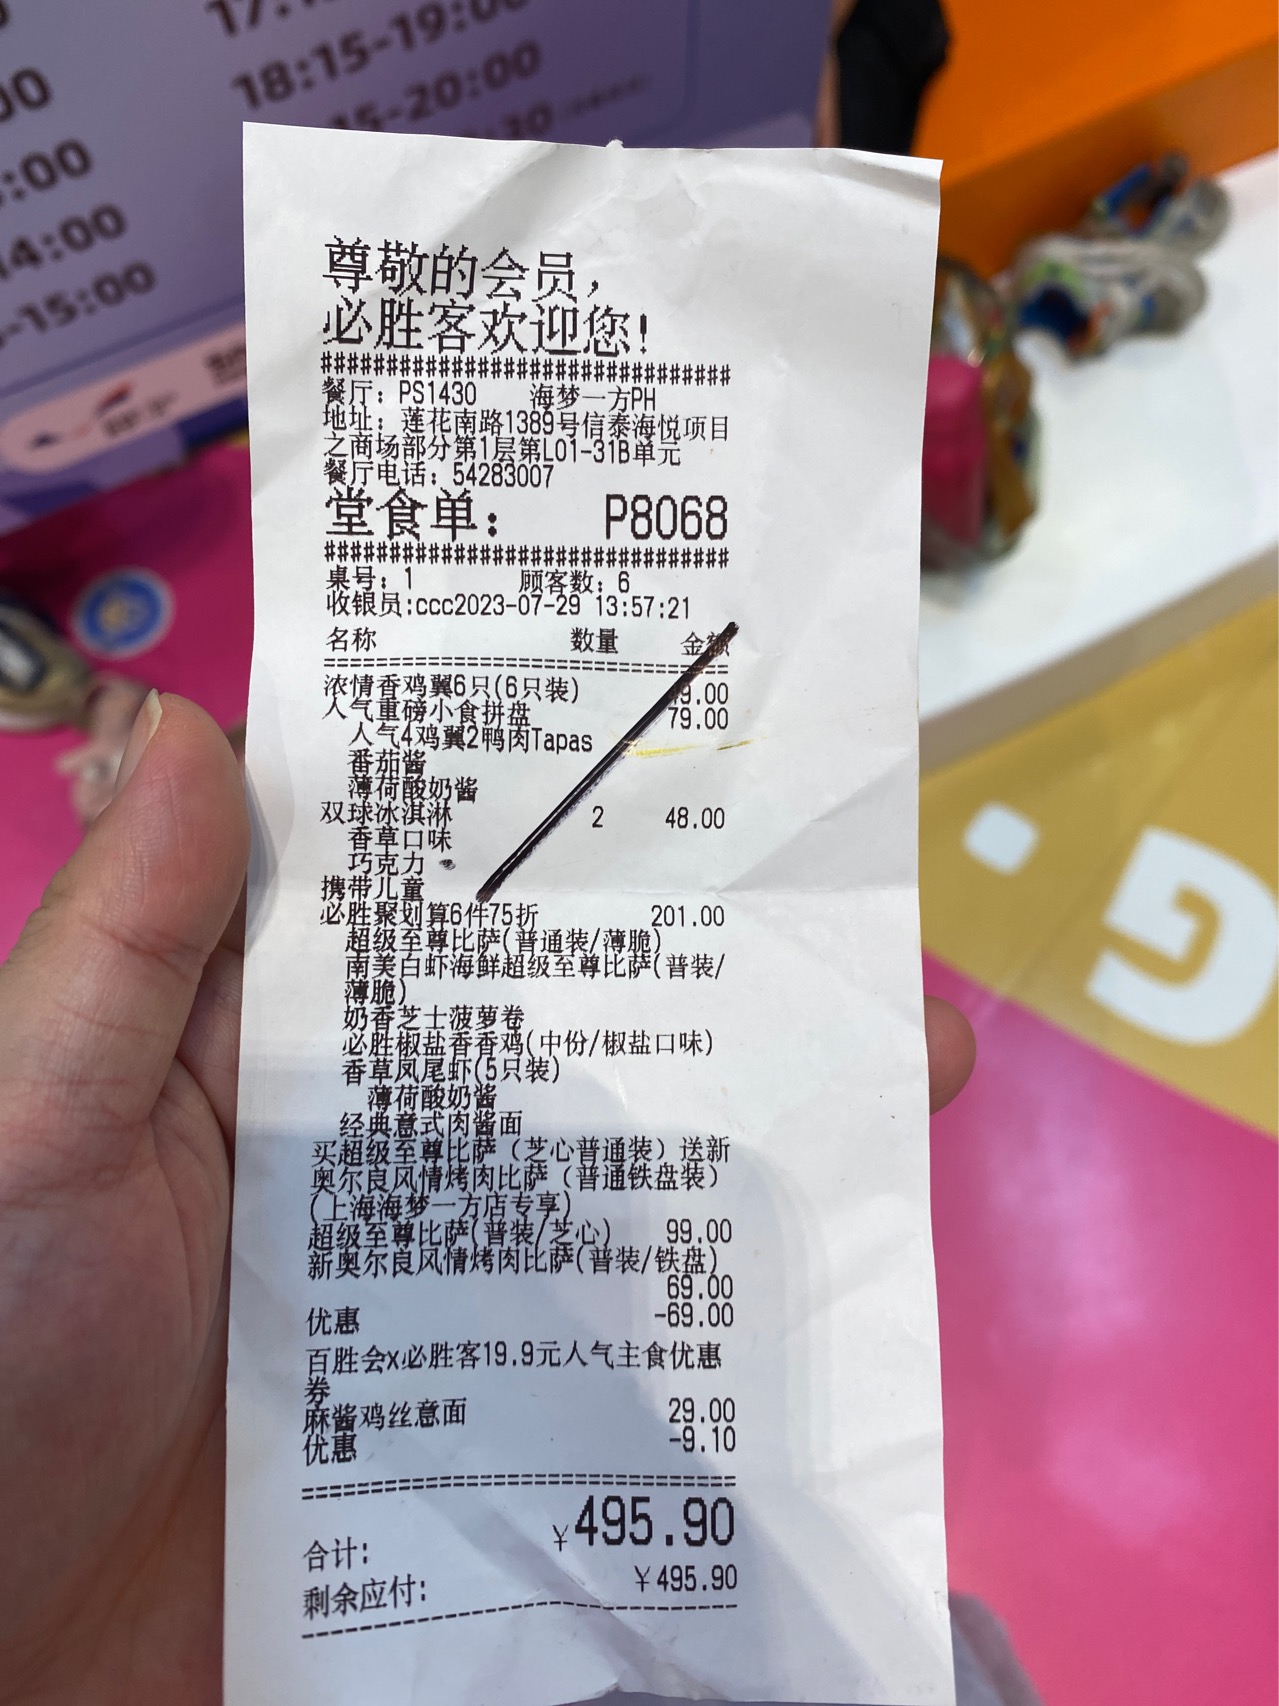 17:1
18:15-19:00
15-20:00
:00
14:00
-15:00
尊敬的会员，
必胜客欢迎您!
###############################
餐厅: PS1430 海梦一方PH
地址: 莲花南路1389号信泰海悦项目
之商场部分第1层第L01-31B单元
餐厅电话: 54283007
堂食单: P8068
###############################
桌号: 1 顾客数: 6
收银员:ccc2023-07-29 13:57:21
名称 数量 金额
================================
浓情香鸡翼6只(6只装) 9.00
人气重磅小食拼盘 79.00
人气4鸡翼2鸭肉Tapas
番茄酱
薄荷酸奶酱
双球冰淇淋 2 48.00
香草口味
巧克力
携带儿童
必胜聚划算6件75折 201.00
超级至尊比萨(普通装/薄脆)
南美白虾海鲜超级至尊比萨(普装/
薄脆)
奶香芝士菠萝卷
必胜椒盐香香鸡(中份/椒盐口味)
香草凤尾虾(5只装)
薄荷酸奶酱
经典意式肉酱面
买超级至尊比萨（芝心普通装）送新
奥尔良风情烤肉比萨（普通铁盘装）
(上海海梦一方店专享)
超级至尊比萨(普装/芝心) 99.00
新奥尔良风情烤肉比萨(普装/铁盘)
69.00
优惠 -69.00
百胜会x必胜客19.9元人气主食优惠
券
麻酱鸡丝意面 29.00
优惠 -9.10
================================
合计: ¥495.90
剩余应付: ¥495.90
--------------------------------